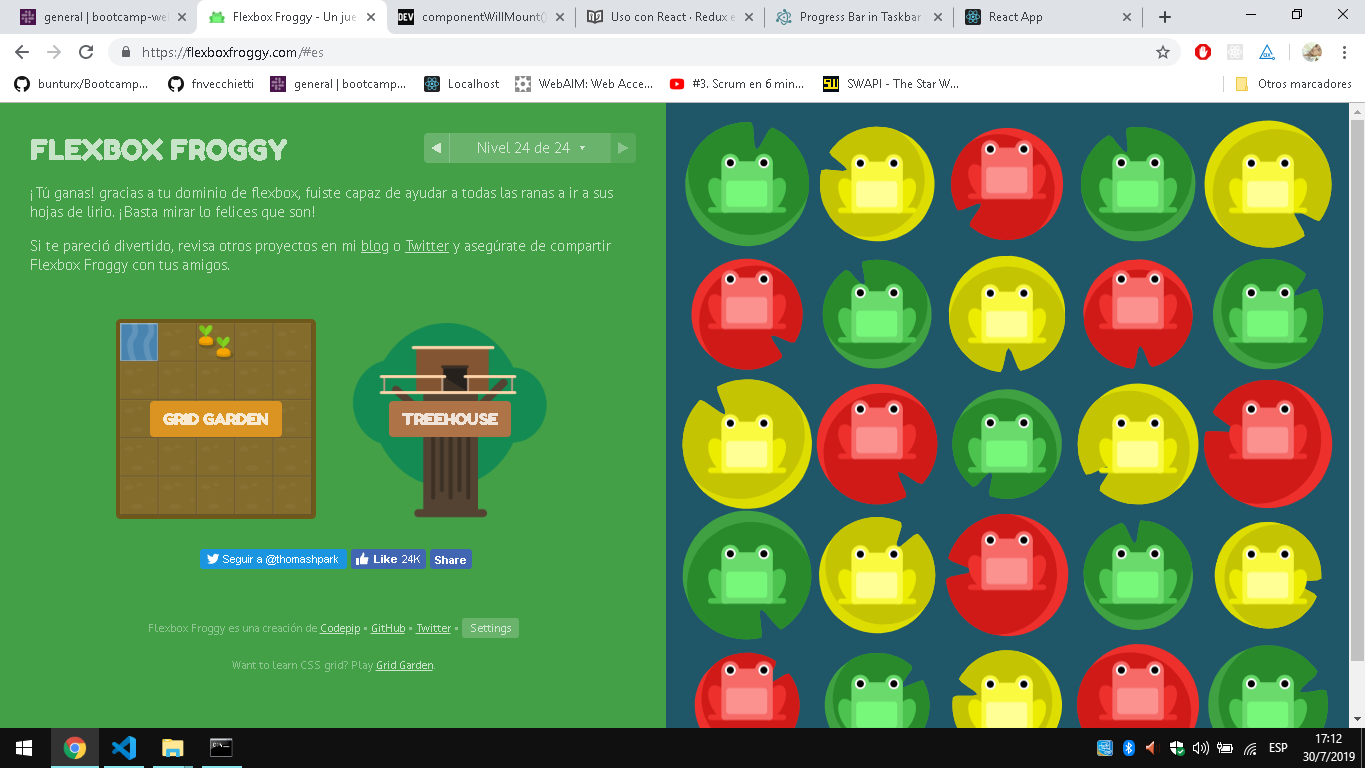 general | bootcamp-wel
Flexbox Froggy - Un jue
DEV
componentWillMount()
Uso con React · Redux e
Progress Bar in Taskbar
React App
https://flexboxfroggy.com/#es
bunturx/Bootcamp...
fnvecchietti
general | bootcamp...
Localhost
WebAIM: Web Acce...
#3. Scrum en 6 min...
SWAPI - The Star W...
Otros marcadores
FLEXBOX FROGGY
Nivel 24 de 24
¡Tú ganas! gracias a tu dominio de flexbox, fuiste capaz de ayudar a todas las ranas a ir a sus
hojas de lirio. ¡Basta mirar lo felices que son!
Si te pareció divertido, revisa otros proyectos en mi blog o Twitter y asegúrate de compartir
Flexbox Froggy con tus amigos.
GRID GARDEN
TREEHOUSE
Seguir a @thomashpark
Like 24K
Share
Flexbox Froggy es una creación de Codepip • GitHub • Twitter • Settings
Want to learn CSS grid? Play Grid Garden.
ESP
17:12
30/7/2019